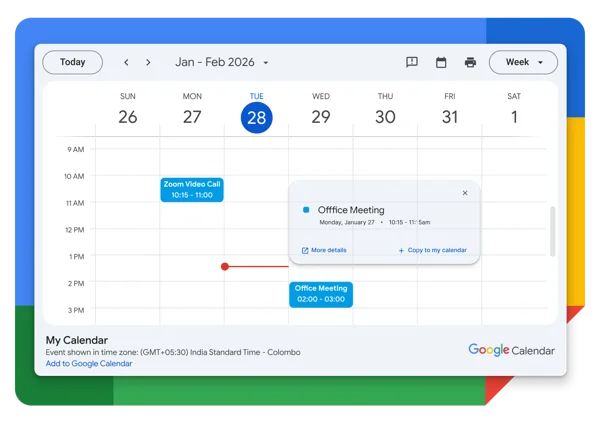 Today
Jan - Feb 2026
Week
SUN MON TUE WED THU FRI SAT
26 27 28 29 30 31 1
9 AM
10 AM
Zoom Video Call
10:15 - 11:00
11 AM
Offfice Meeting
Monday, January 27 • 10:15 - 11:15am
12 PM
More details
Copy to my calendar
1 PM
2 PM
Office Meeting
02:00 - 03:00
3 PM
My Calendar
Event shown in time zone: (GMT+05:30) India Standard Time - Colombo
Add to Google Calendar
Google Calendar